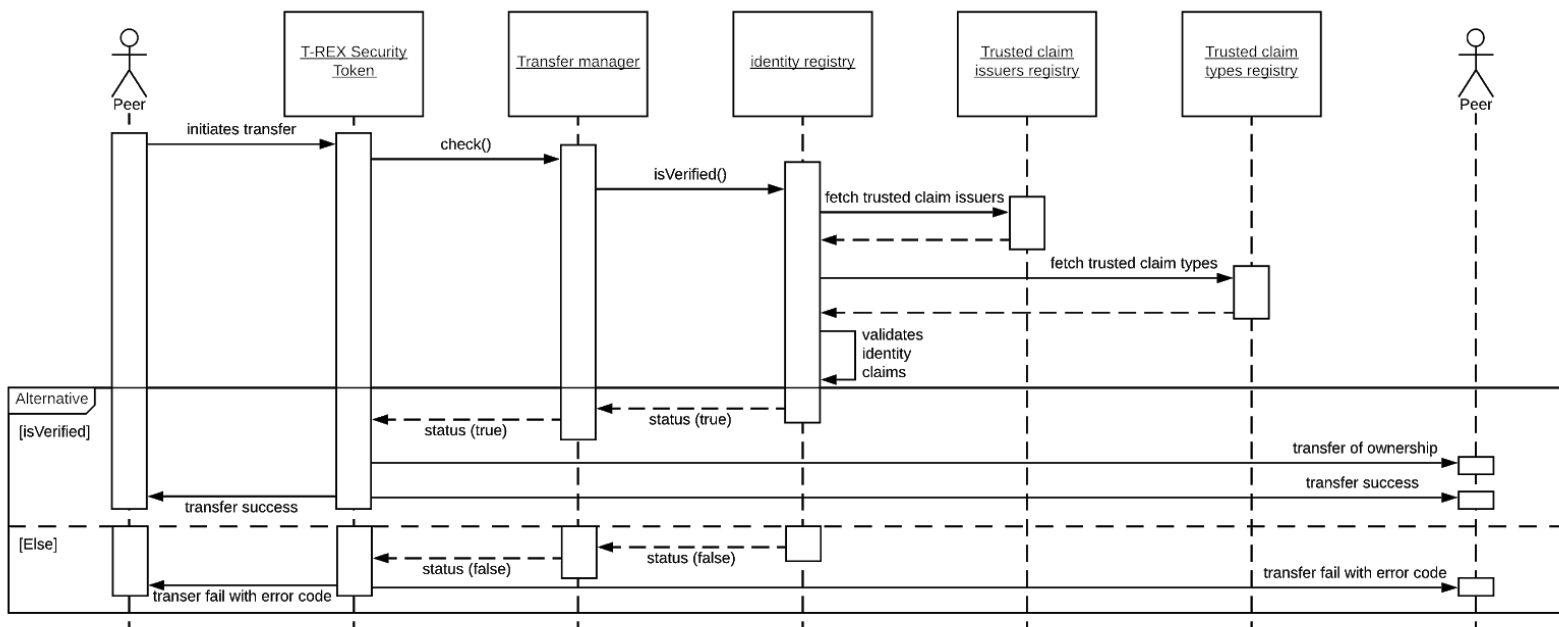 T-REX Security
Token
Transfer manager
identity registry
Trusted claim
issuers registry
Trusted claim
types registry
Peer
Peer
initiates transfer
check()
isVerified()
fetch trusted claim issuers
fetch trusted claim types
validates
identity
claims
Alternative
[isVerified]
status (true)
status (true)
transfer of ownership
transfer success
transfer success
[Else]
status (false)
status (false)
transfer fail with error code
transer fail with error code